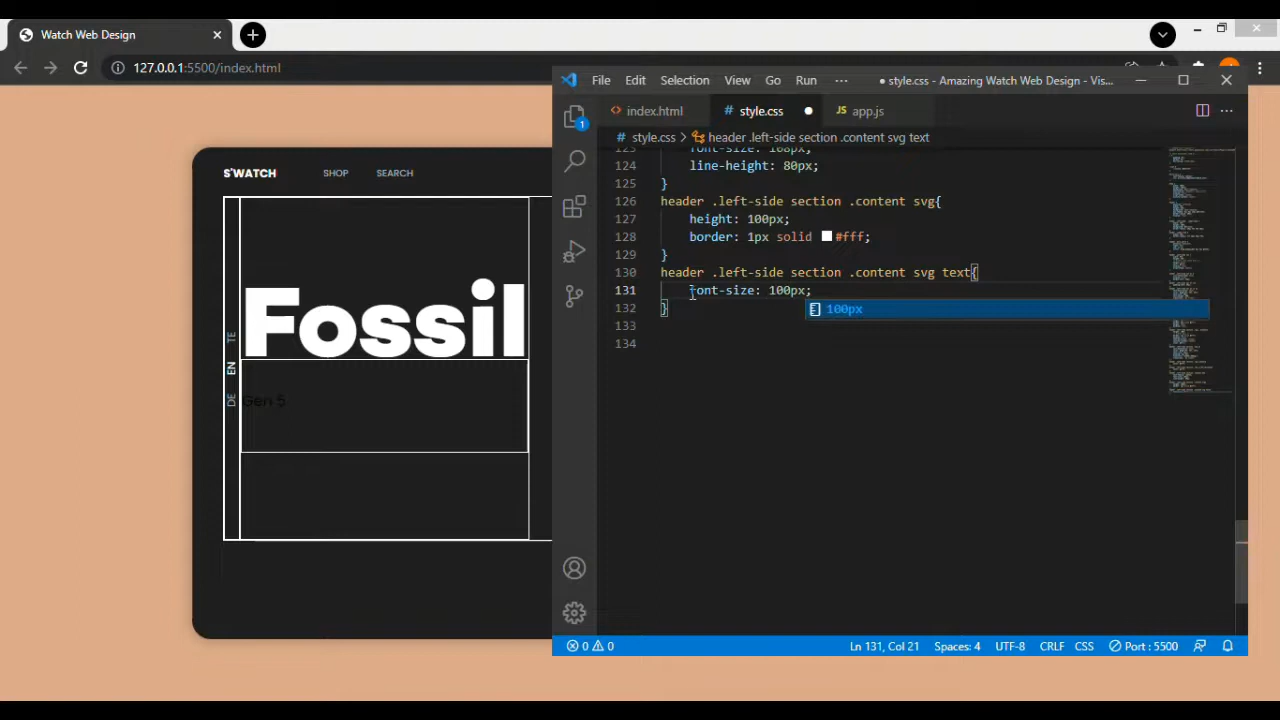 Watch Web Design
127.0.0.1:5500/index.html
File Edit Selection View Go Run ··· ● style.css - Amazing Watch Web Design - Vis...
1
<> index.html # style.css ● JS app.js ···
# style.css > header .left-side section .content svg text
124 line-height: 80px;
125 }
126 header .left-side section .content svg{
127 height: 100px;
128 border: 1px solid #fff;
129 }
130 header .left-side section .content svg text{
131 font-size: 100px;
132 }
100px
133
134
S'WATCH SHOP SEARCH
Fossil
TE
EN
DE
Gen 5
0 0 Ln 131, Col 21 Spaces: 4 UTF-8 CRLF CSS Port : 5500